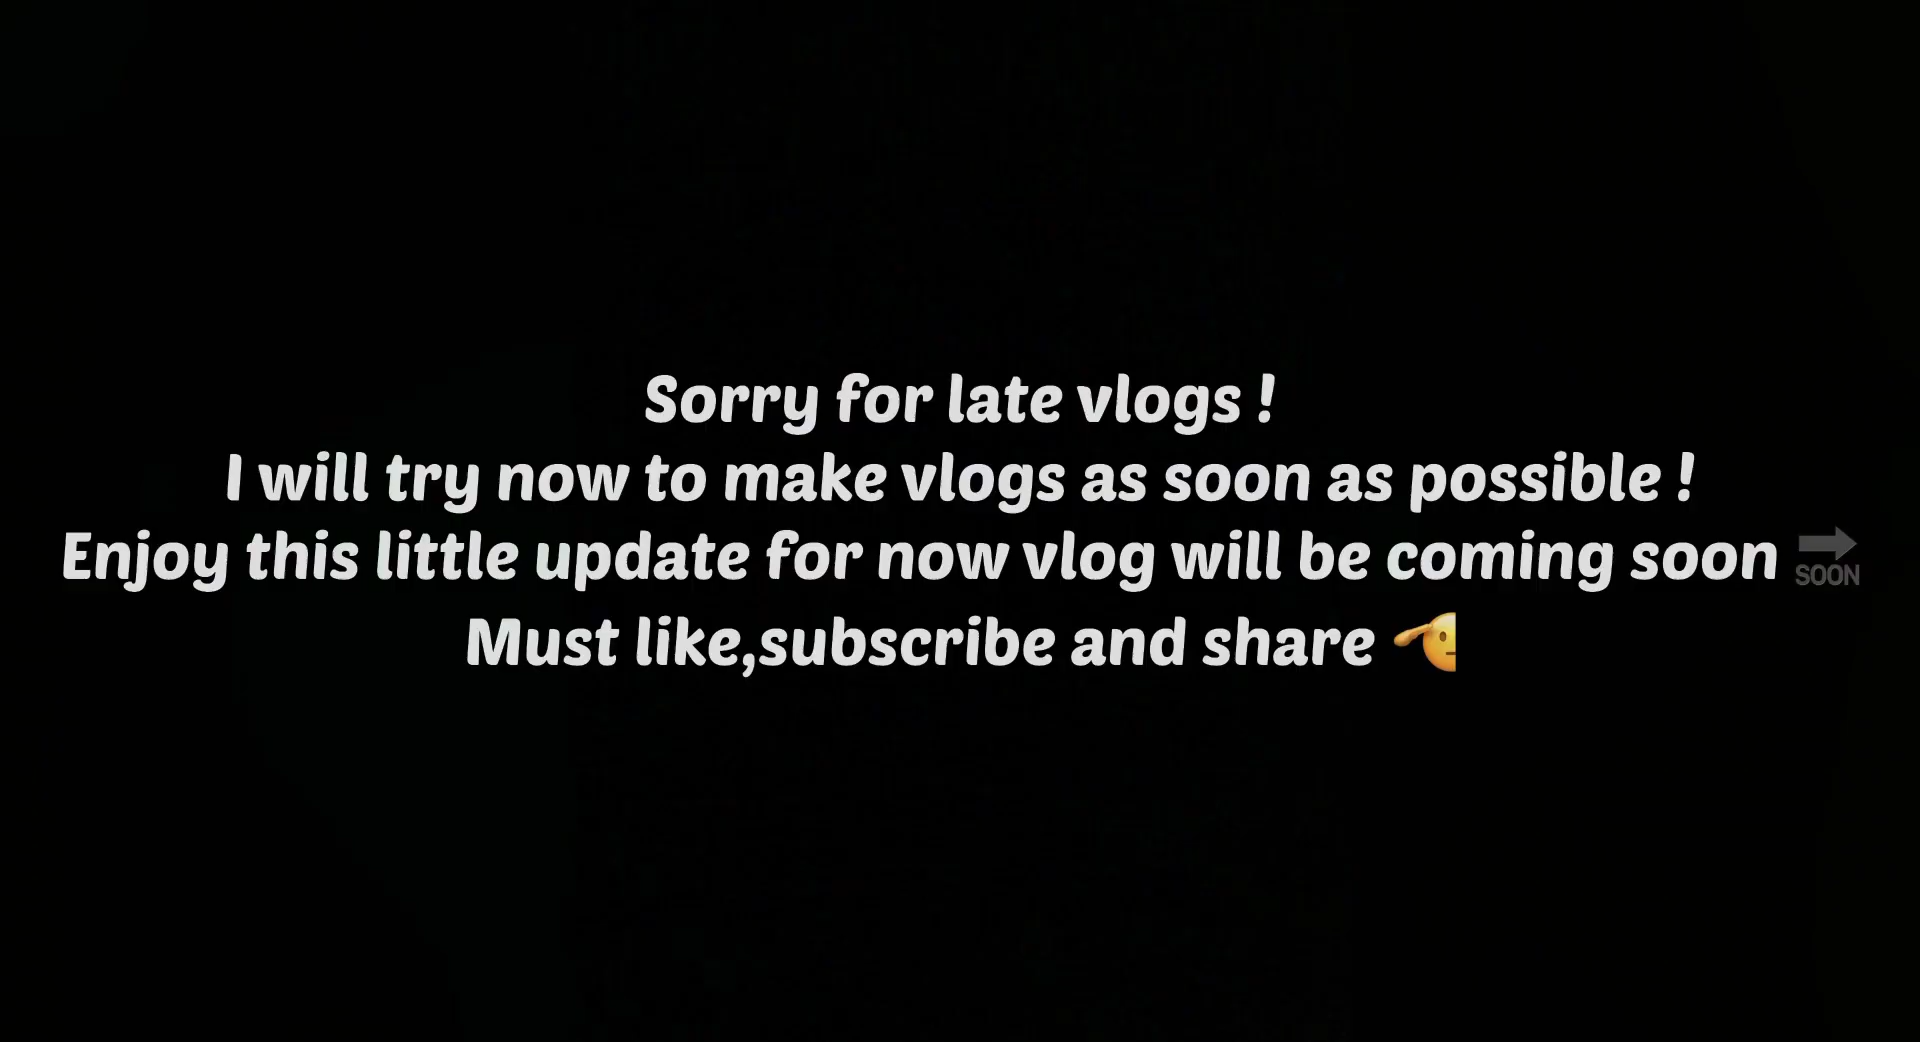 Sorry for late vlogs !
I will try now to make vlogs as soon as possible !
Enjoy this little update for now vlog will be coming soon 🔜
Must like,subscribe and share 🫡